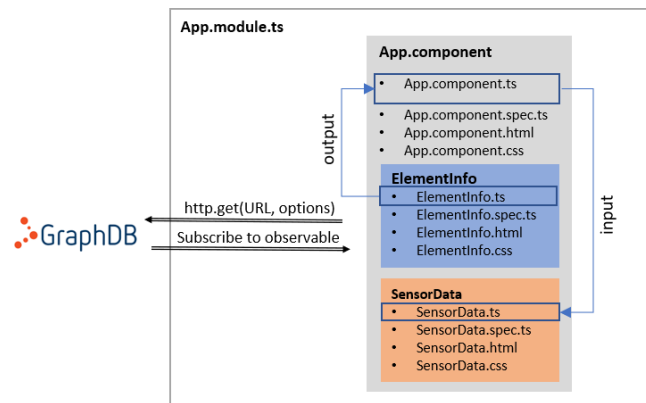 App.module.ts
App.component
• App.component.ts
• App.component.spec.ts
• App.component.html
• App.component.css
output
input
ElementInfo
• ElementInfo.ts
• ElementInfo.spec.ts
• ElementInfo.html
• ElementInfo.css
http.get(URL, options)
GraphDB
Subscribe to observable
SensorData
• SensorData.ts
• SensorData.spec.ts
• SensorData.html
• SensorData.css